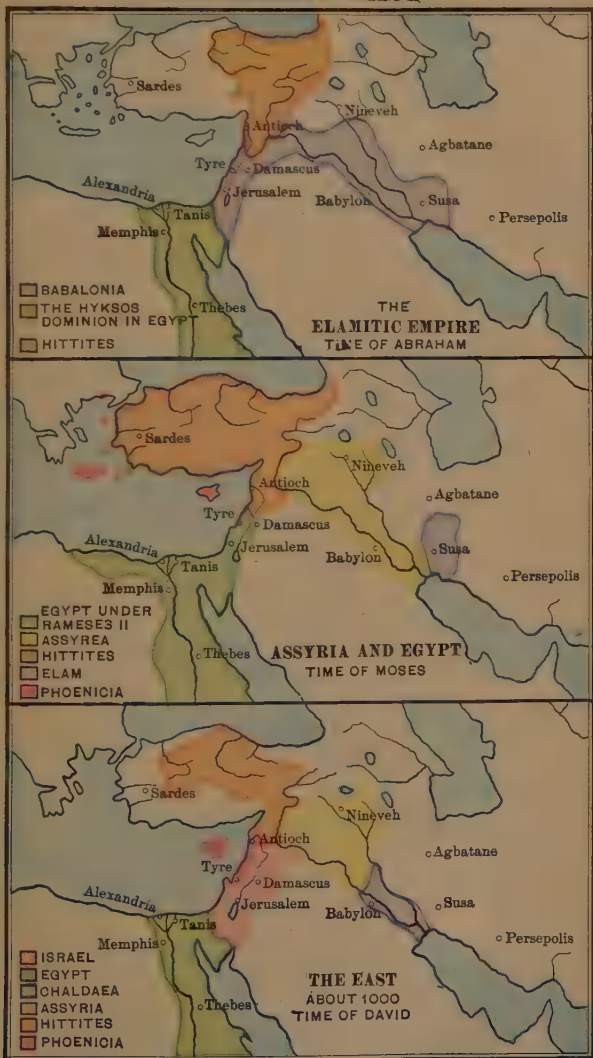 Sardes
Nineveh
Antioch
Agbatane
Tyre
Damascus
Alexandria
Jerusalem
Babylon
Susa
Tanis
Memphis
Persepolis
Thebes
BABALONIA
THE HYKSOS
DOMINION IN EGYPT
HITTITES
THE
ELAMITIC EMPIRE
TIME OF ABRAHAM
Sardes
Nineveh
Antioch
Agbatane
Tyre
Damascus
Alexandria
Jerusalem
Babylon
Susa
Tanis
Memphis
Persepolis
Thebes
EGYPT UNDER
RAMESES II
ASSYREA
HITTITES
ELAM
PHOENICIA
ASSYRIA AND EGYPT
TIME OF MOSES
Sardes
Nineveh
Antioch
Agbatane
Tyre
Damascus
Alexandria
Jerusalem
Babylon
Susa
Tanis
Memphis
Persepolis
Thebes
ISRAEL
EGYPT
CHALDAEA
ASSYRIA
HITTITES
PHOENICIA
THE EAST
ABOUT 1000
TIME OF DAVID